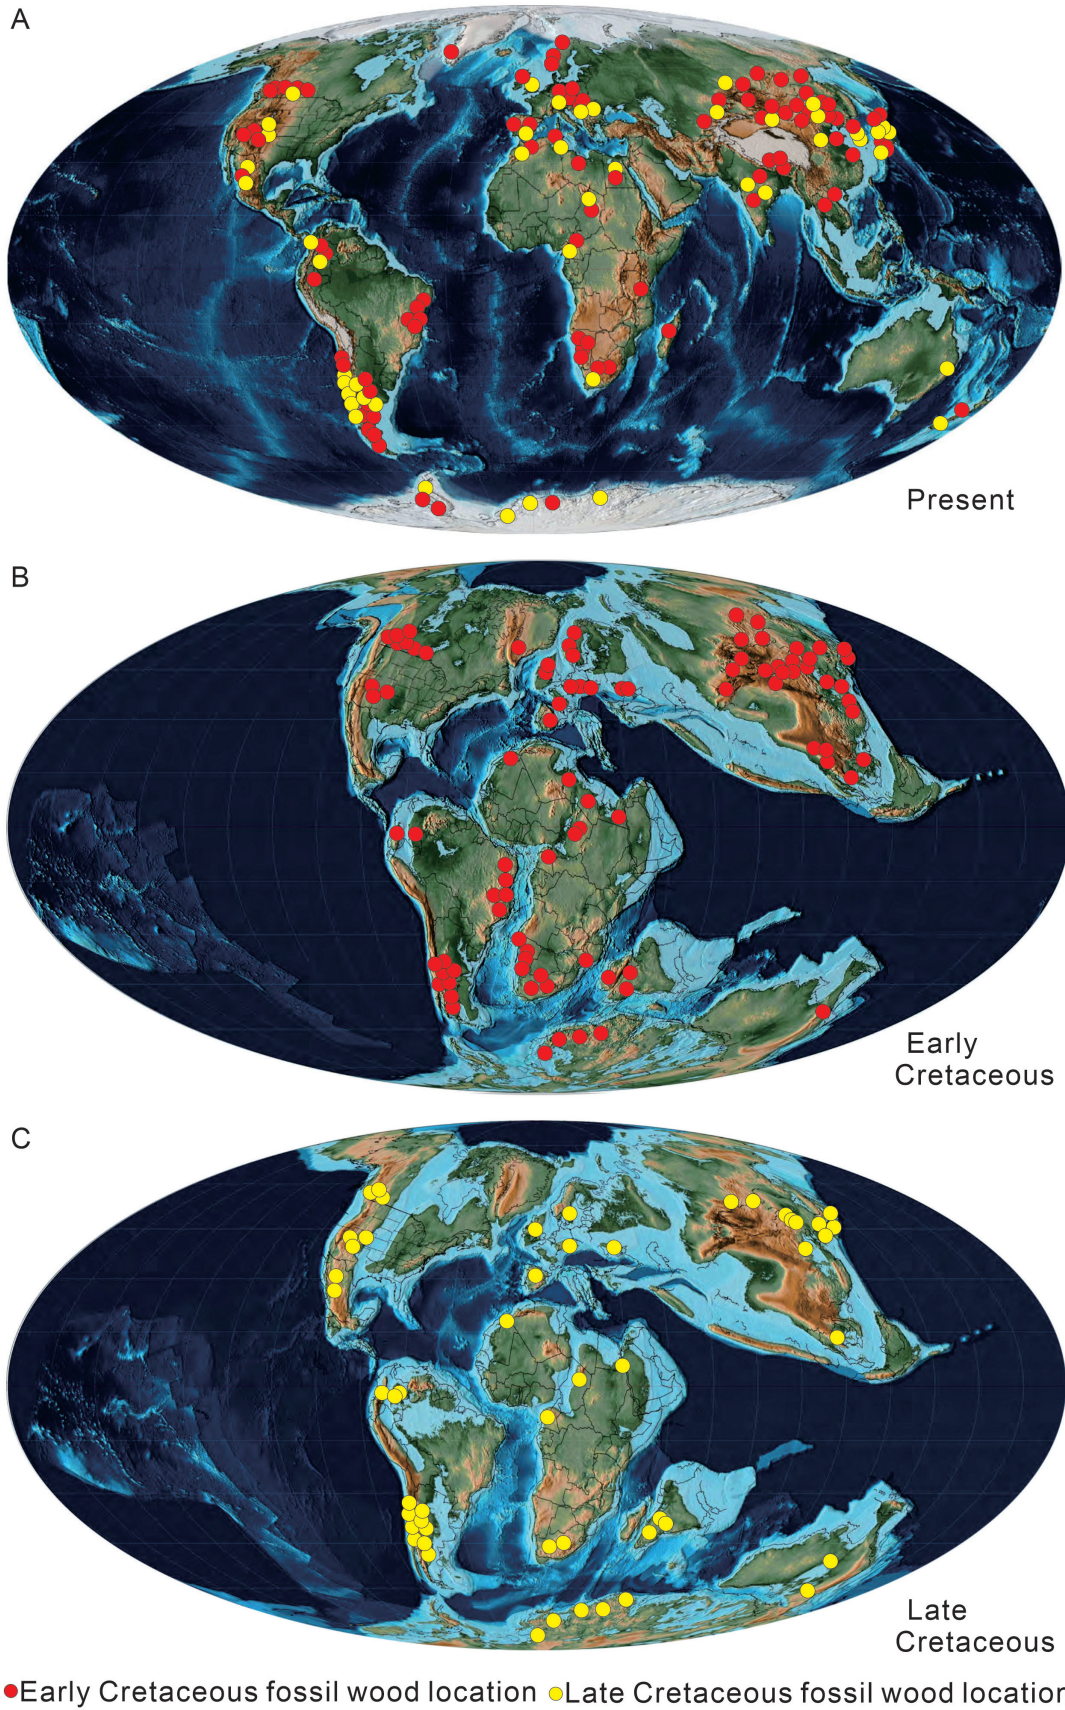 A
Present
B
Early
Cretaceous
C
Late
Cretaceous
Early Cretaceous fossil wood location
Late Cretaceous fossil wood location